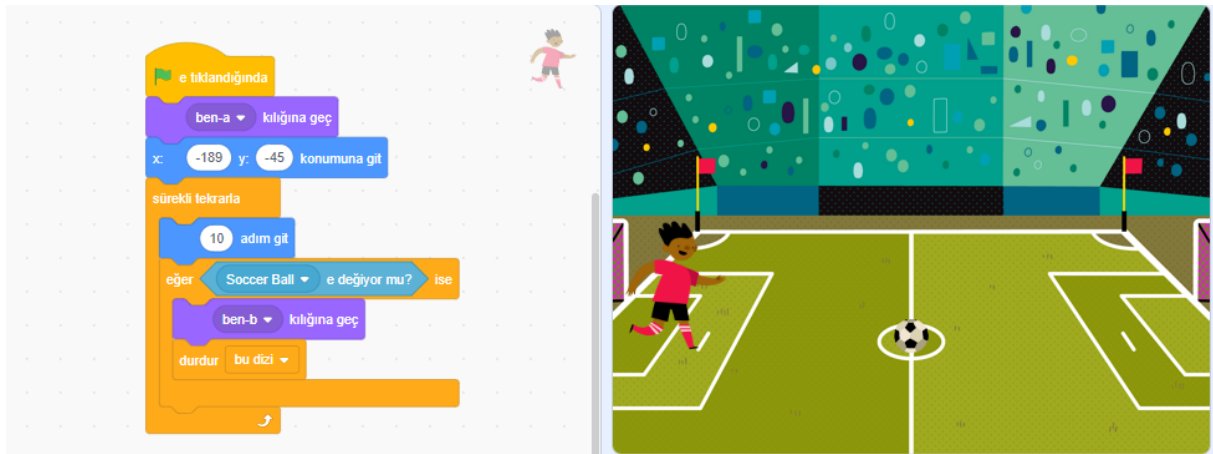 e tıklandığında
ben-a kılığına geç
x: -189 y: -45 konumuna git
sürekli tekrarla
10 adım git
eğer Soccer Ball e değiyor mu? ise
ben-b kılığına geç
durdur bu dizi